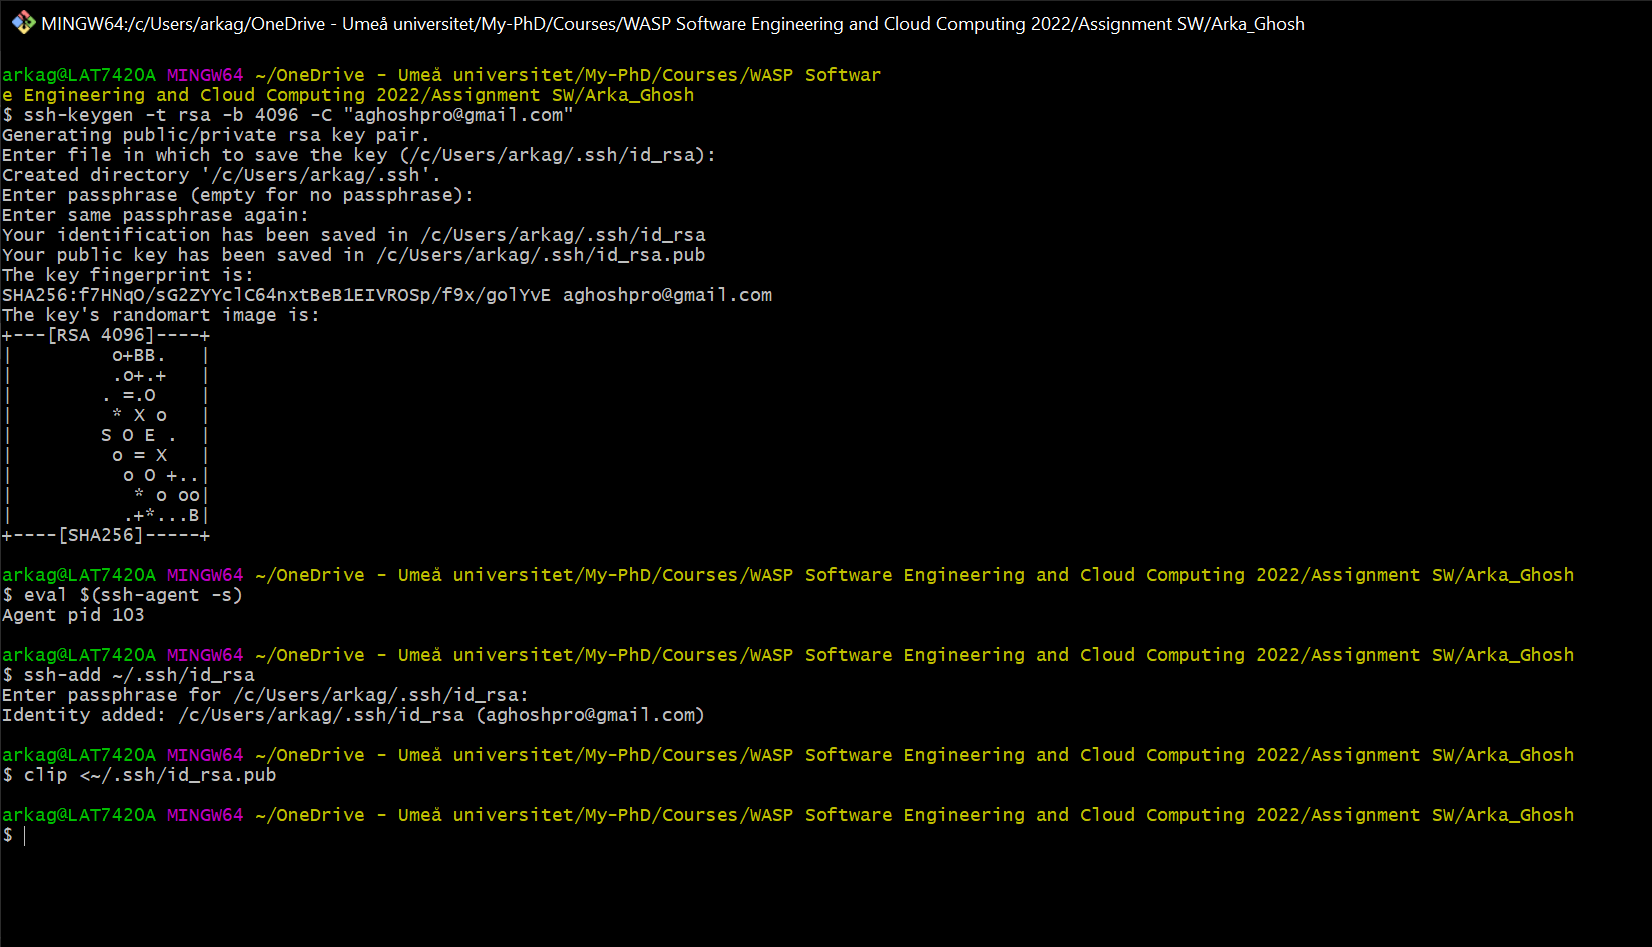 MINGW64:/c/Users/arkag/OneDrive - Umeå universitet/My-PhD/Courses/WASP Software Engineering and Cloud Computing 2022/Assignment SW/Arka_Ghosh
arkag@LAT7420A MINGW64 ~/OneDrive - Umeå universitet/My-PhD/Courses/WASP Softwar
e Engineering and Cloud Computing 2022/Assignment SW/Arka_Ghosh
$ ssh-keygen -t rsa -b 4096 -C "aghoshpro@gmail.com"
Generating public/private rsa key pair.
Enter file in which to save the key (/c/Users/arkag/.ssh/id_rsa):
Created directory '/c/Users/arkag/.ssh'.
Enter passphrase (empty for no passphrase):
Enter same passphrase again:
Your identification has been saved in /c/Users/arkag/.ssh/id_rsa
Your public key has been saved in /c/Users/arkag/.ssh/id_rsa.pub
The key fingerprint is:
SHA256:f7HNqO/sG2ZYYclC64nxtBeB1EIVROSp/f9x/golYvE aghoshpro@gmail.com
The key's randomart image is:
+---[RSA 4096]----+
|         o+BB.   |
|         .o+.+   |
|        . =.O    |
|         * X o   |
|        S O E .  |
|         o = X   |
|          o O +..|
|           * o oo|
|          .+*...B|
+----[SHA256]-----+
arkag@LAT7420A MINGW64 ~/OneDrive - Umeå universitet/My-PhD/Courses/WASP Software Engineering and Cloud Computing 2022/Assignment SW/Arka_Ghosh
$ eval $(ssh-agent -s)
Agent pid 103
arkag@LAT7420A MINGW64 ~/OneDrive - Umeå universitet/My-PhD/Courses/WASP Software Engineering and Cloud Computing 2022/Assignment SW/Arka_Ghosh
$ ssh-add ~/.ssh/id_rsa
Enter passphrase for /c/Users/arkag/.ssh/id_rsa:
Identity added: /c/Users/arkag/.ssh/id_rsa (aghoshpro@gmail.com)
arkag@LAT7420A MINGW64 ~/OneDrive - Umeå universitet/My-PhD/Courses/WASP Software Engineering and Cloud Computing 2022/Assignment SW/Arka_Ghosh
$ clip <~/.ssh/id_rsa.pub
arkag@LAT7420A MINGW64 ~/OneDrive - Umeå universitet/My-PhD/Courses/WASP Software Engineering and Cloud Computing 2022/Assignment SW/Arka_Ghosh
$